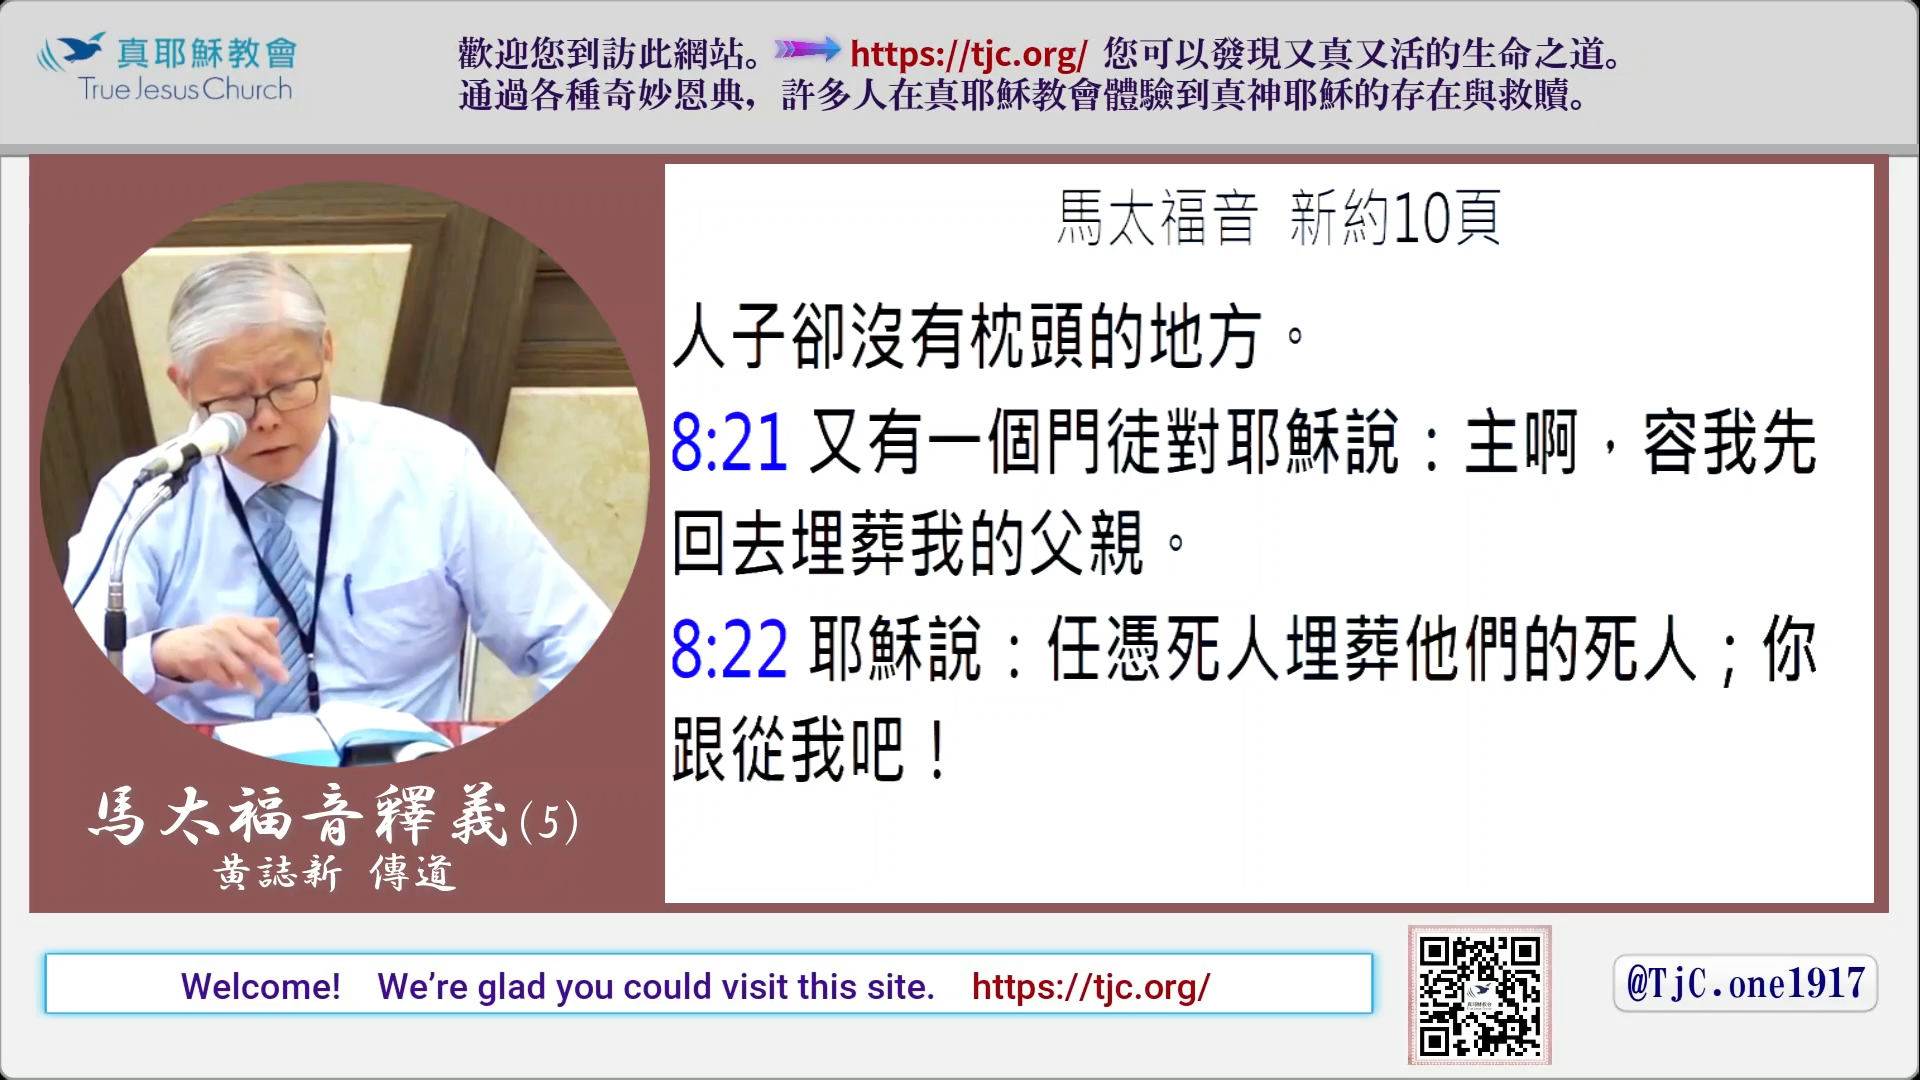 真耶穌教會
True Jesus Church
歡迎您到訪此網站。 https://tjc.org/ 您可以發現又真又活的生命之道。
通過各種奇妙恩典，許多人在真耶穌教會體驗到真神耶穌的存在與救贖。
馬太福音 新約10頁
人子卻沒有枕頭的地方。
8:21 又有一個門徒對耶穌說：主啊，容我先
回去埋葬我的父親。
8:22 耶穌說：任憑死人埋葬他們的死人；你
跟從我吧！
馬太福音釋義(5)
黃誌新 傳道
Welcome! We’re glad you could visit this site. https://tjc.org/
@TjC.one1917